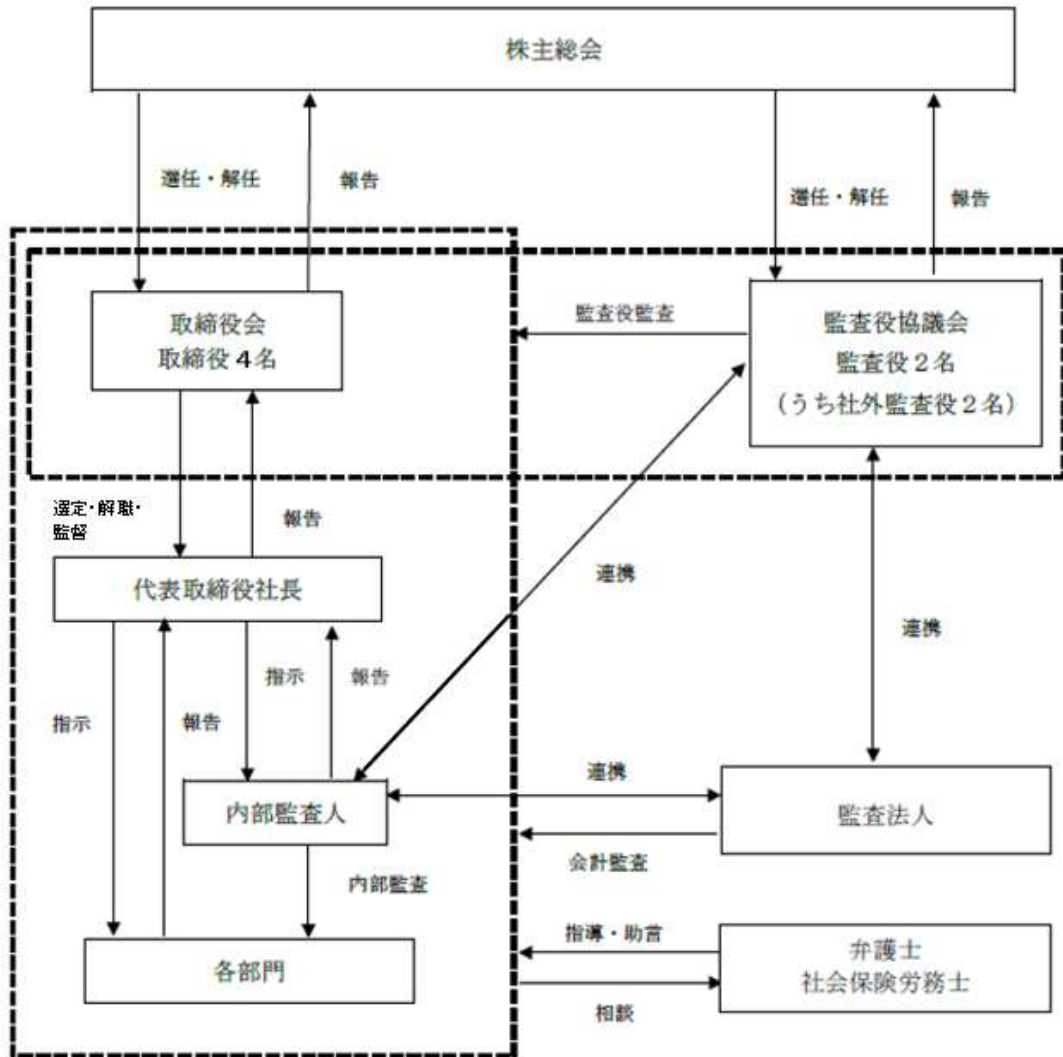 株主総会
選任・解任
報告
選任・解任
報告
取締役会
取締役4名
監査役監査
監査役協議会
監査役2名
(うち社外監査役2名)
選定・解職・
監督
報告
連携
連携
代表取締役社長
指示
報告
指示
報告
内部監査人
連携
監査法人
会計監査
内部監査
各部門
指導・助言
弁護士
社会保険労務士
相談